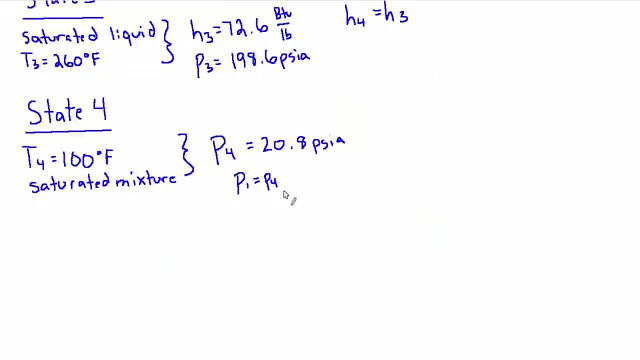 saturated liquid } h3 = 72.6 Btu/lb h4 = h3
T3 = 260°F P3 = 198.6 psia
State 4
T4 = 100°F } P4 = 20.8 psia
saturated mixture P1 = P4